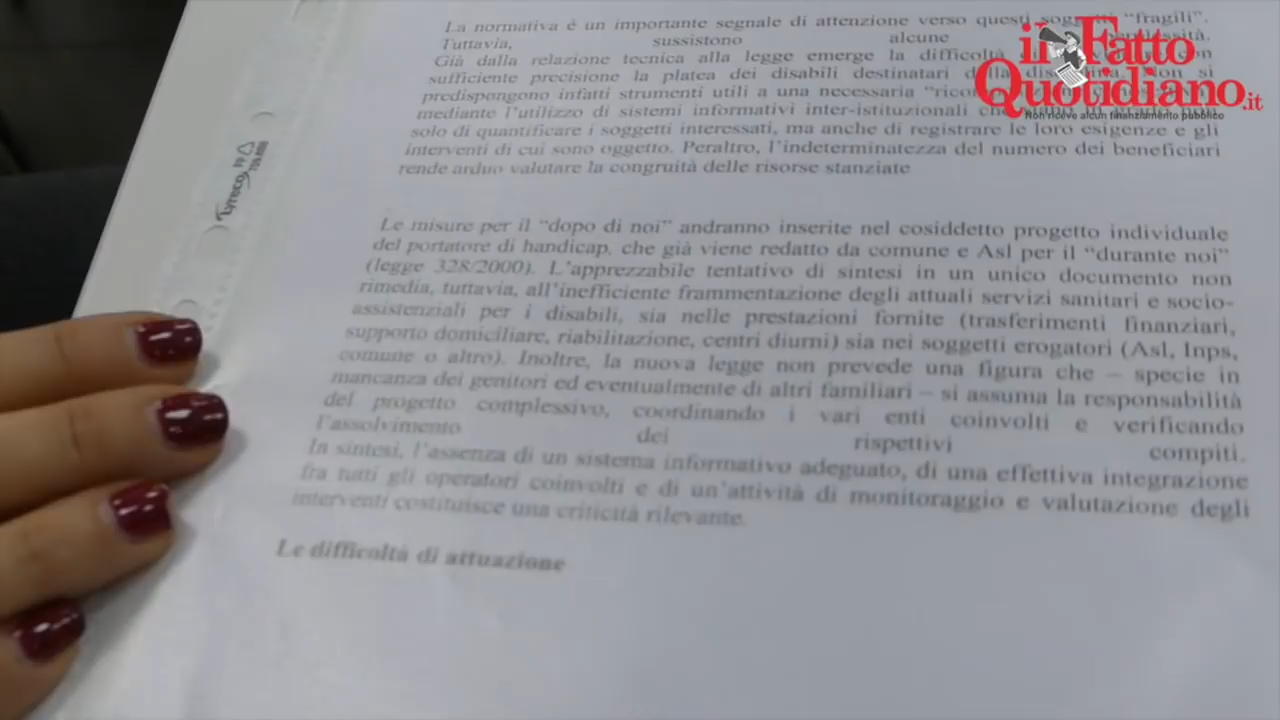 La normativa è un importante segnale di attenzione verso questi "fragili".
Tuttavia, sussistono alcune
Già dalla relazione tecnica alla legge emerge la difficoltà
sufficiente precisione la platea dei disabili destinatari si
predispongono infatti strumenti utili a una necessaria
mediante l'utilizzo di sistemi informativi inter-istituzionali
solo di quantificare i soggetti interessati, ma anche di registrare le loro esigenze e gli
interventi di cui sono oggetto. Peraltro, l'indeterminatezza del numero dei beneficiari
rende arduo valutare la congruità delle risorse stanziate
Le misure per il "dopo di noi" andranno inserite nel cosiddetto progetto individuale
del portatore di handicap, che già viene redatto da comune e Asl per il "durante noi"
(legge 328/2000). L'apprezzabile tentativo di sintesi in un unico documento non
rimedia, tuttavia, all'inefficiente frammentazione degli attuali servizi sanitari e socio-
assistenziali per i disabili, sia nelle prestazioni fornite (trasferimenti finanziari,
supporto domiciliare, riabilitazione, centri diurni) sia nei soggetti erogatori (Asl, Inps,
comune o altro). Inoltre, la nuova legge non prevede una figura che – specie in
mancanza dei genitori ed eventualmente di altri familiari – si assuma la responsabilità
del progetto complessivo, coordinando i vari enti coinvolti e verificando
l'assolvimento dei rispettivi compiti.
In sintesi, l'assenza di un sistema informativo adeguato, di una effettiva integrazione
fra tutti gli operatori coinvolti e di un'attività di monitoraggio e valutazione degli
interventi costituisce una criticità rilevante.
Le difficoltà di attuazione
Lyreco PP
il Fatto
Quotidiano.it
Non riceve alcun finanziamento pubblico